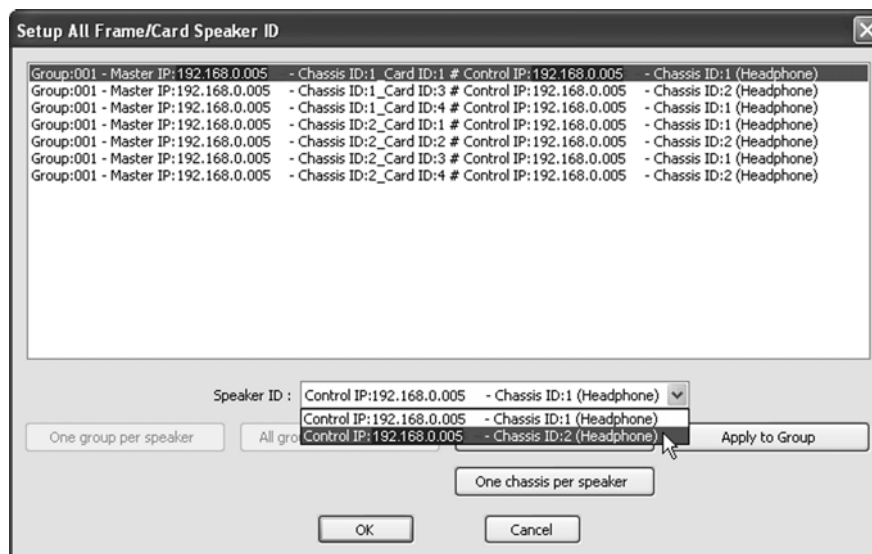 Setup All Frame/Card Speaker ID
Group:001 - Master IP:192.168.0.005 - Chassis ID:1_Card ID:1 # Control IP:192.168.0.005 - Chassis ID:1 (Headphone)
Group:001 - Master IP:192.168.0.005 - Chassis ID:1_Card ID:3 # Control IP:192.168.0.005 - Chassis ID:2 (Headphone)
Group:001 - Master IP:192.168.0.005 - Chassis ID:1_Card ID:4 # Control IP:192.168.0.005 - Chassis ID:1 (Headphone)
Group:001 - Master IP:192.168.0.005 - Chassis ID:2_Card ID:1 # Control IP:192.168.0.005 - Chassis ID:1 (Headphone)
Group:001 - Master IP:192.168.0.005 - Chassis ID:2_Card ID:2 # Control IP:192.168.0.005 - Chassis ID:2 (Headphone)
Group:001 - Master IP:192.168.0.005 - Chassis ID:2_Card ID:3 # Control IP:192.168.0.005 - Chassis ID:1 (Headphone)
Group:001 - Master IP:192.168.0.005 - Chassis ID:2_Card ID:4 # Control IP:192.168.0.005 - Chassis ID:2 (Headphone)
Speaker ID : Control IP:192.168.0.005 - Chassis ID:1 (Headphone)
Control IP:192.168.0.005 - Chassis ID:1 (Headphone)
Control IP:192.168.0.005 - Chassis ID:2 (Headphone)
One group per speaker All Apply to Group
One chassis per speaker
OK Cancel